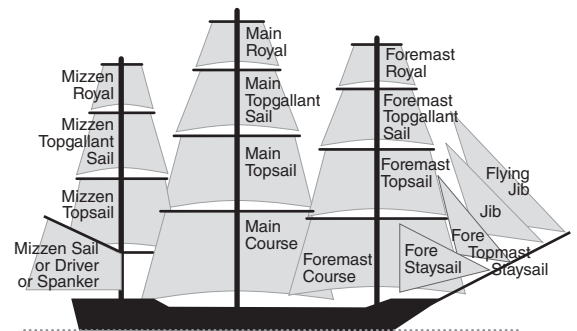 Main
Royal
Foremast
Royal
Mizzen
Royal
Main
Topgallant
Sail
Foremast
Topgallant
Sail
Mizzen
Topgallant
Sail
Main
Topsail
Foremast
Topsail
Flying
Jib
Mizzen
Topsail
Jib
Main
Course
Fore
Topmast
Staysail
Mizzen Sail
or Driver
or Spanker
Foremast
Course
Fore
Staysail